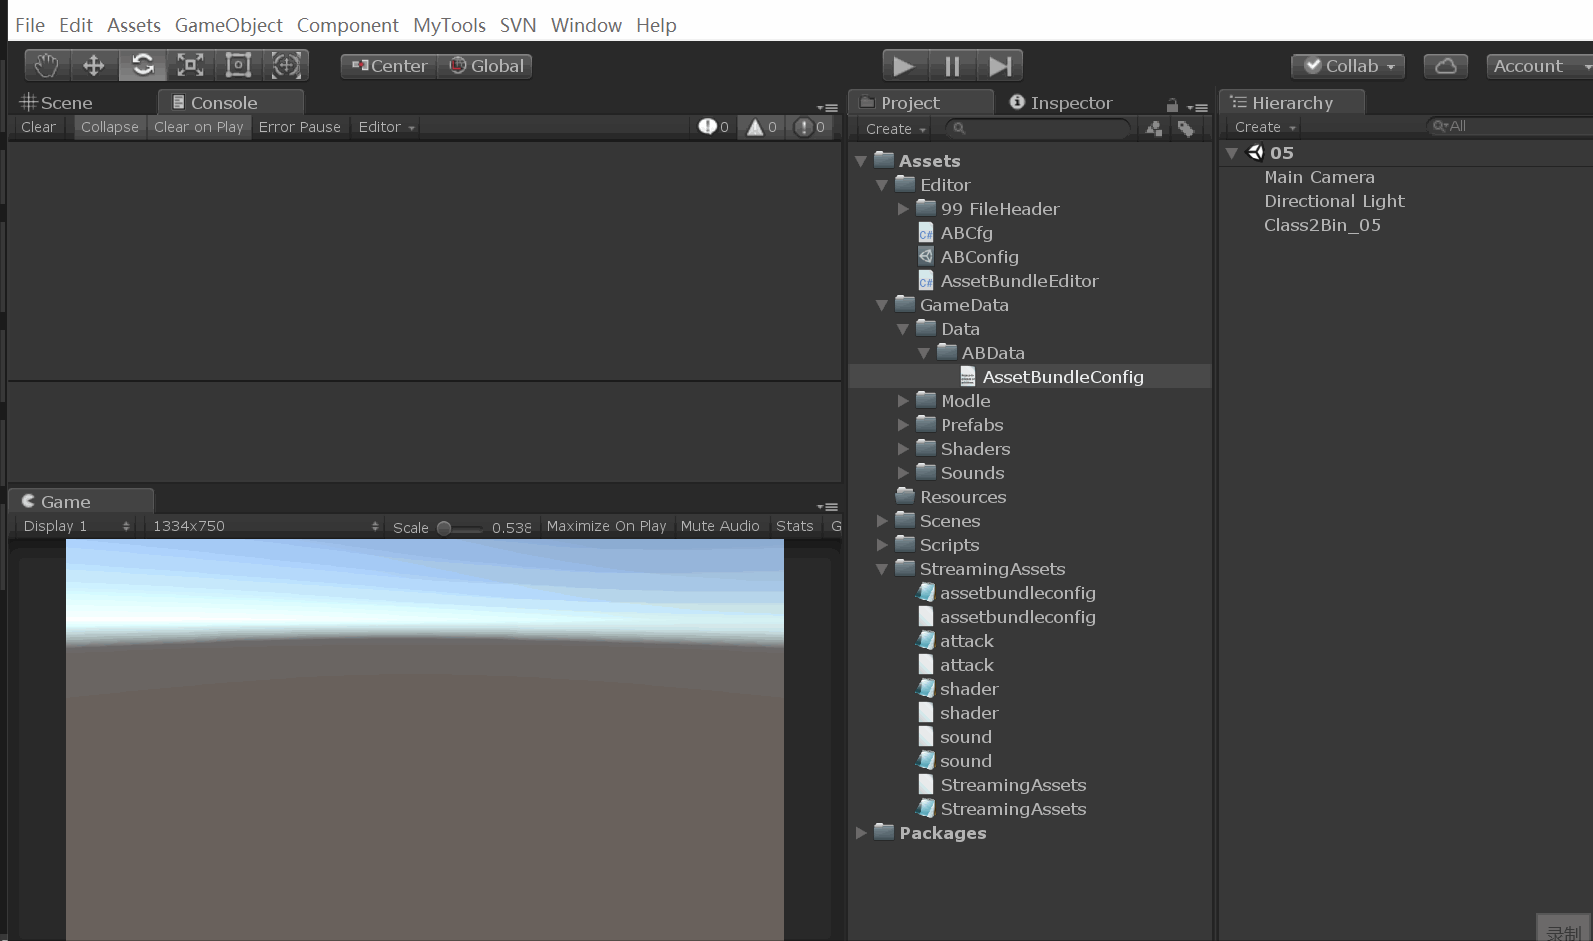 File Edit Assets GameObject Component MyTools SVN Window Help
Center Global Collab Account
Scene Console
Clear Collapse Clear on Play Error Pause Editor 0 0 0
Game
Display 1 1334x750 Scale 0.538 Maximize On Play Mute Audio Stats G
Project Inspector
Create
Assets
Editor
99 FileHeader
ABCfg
ABConfig
AssetBundleEditor
GameData
Data
ABData
AssetBundleConfig
Modle
Prefabs
Shaders
Sounds
Resources
Scenes
Scripts
StreamingAssets
assetbundleconfig
assetbundleconfig
attack
attack
shader
shader
sound
sound
StreamingAssets
StreamingAssets
Packages
Hierarchy
Create All
05
Main Camera
Directional Light
Class2Bin_05
录制